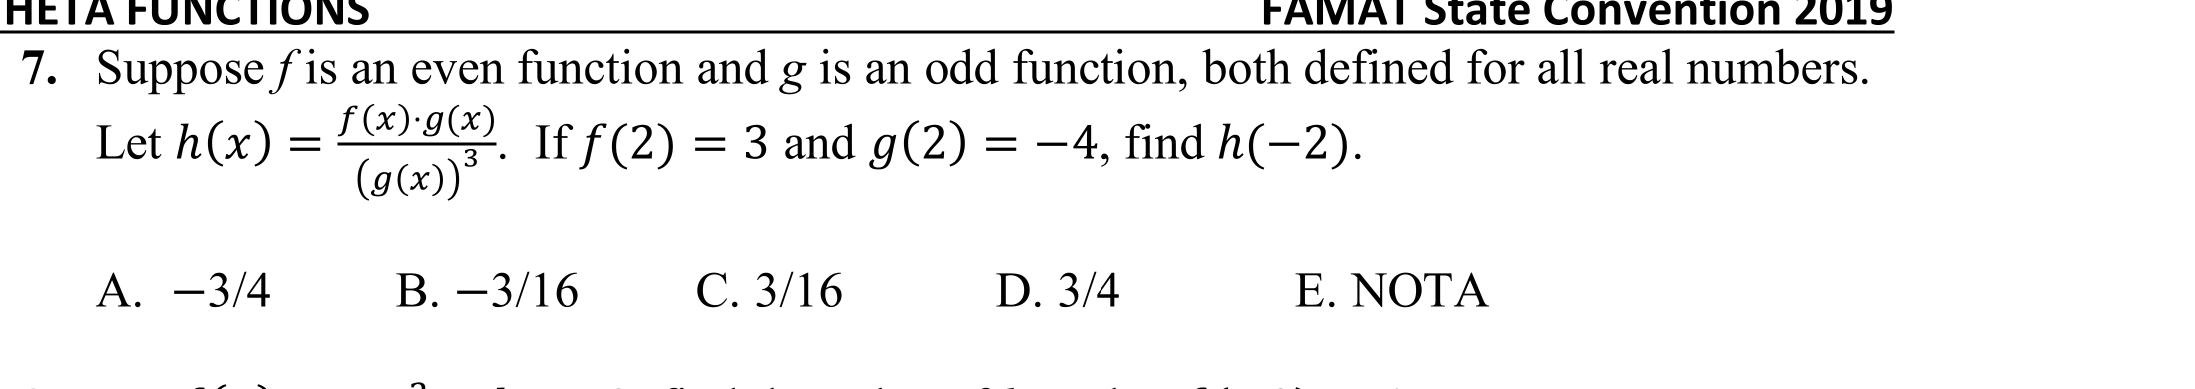 THETA FUNCTIONS FAMAT State Convention 2019
7. Suppose f is an even function and g is an odd function, both defined for all real numbers.
Let h(x) = f(x)·g(x) / (g(x))³. If f(2) = 3 and g(2) = −4, find h(−2).
A. −3/4 B. −3/16 C. 3/16 D. 3/4 E. NOTA